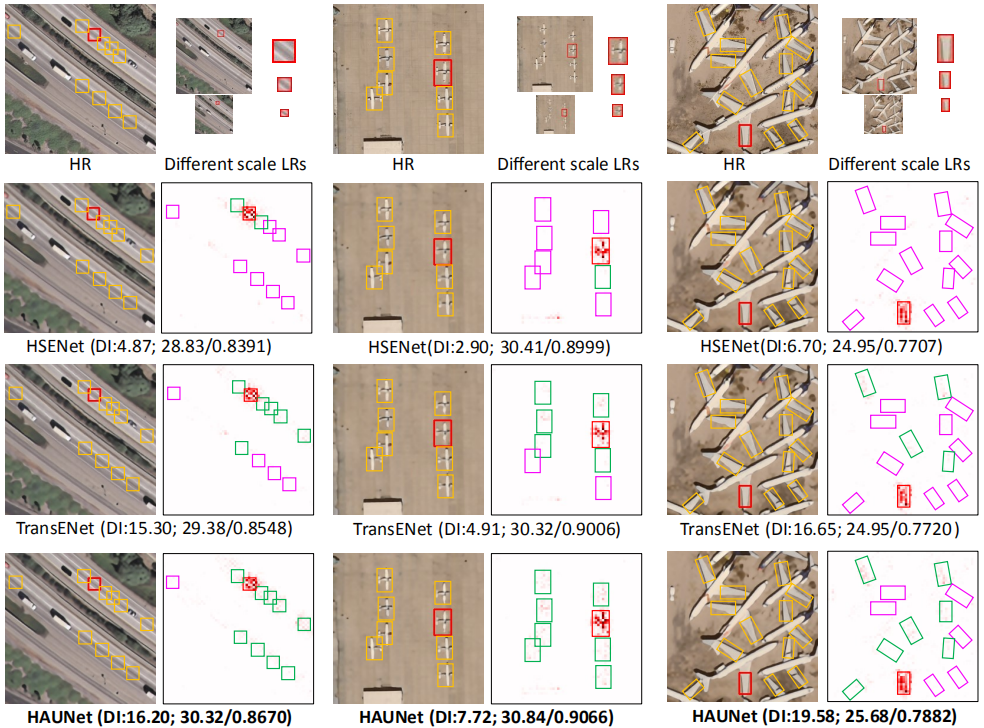 HR Different scale LRs HR Different scale LRs HR Different scale LRs
HSENet (DI:4.87; 28.83/0.8391) HSENet(DI:2.90; 30.41/0.8999) HSENet(DI:6.70; 24.95/0.7707)
TransENet (DI:15.30; 29.38/0.8548) TransENet (DI:4.91; 30.32/0.9006) TransENet (DI:16.65; 24.95/0.7720)
HAUNet (DI:16.20; 30.32/0.8670) HAUNet (DI:7.72; 30.84/0.9066) HAUNet (DI:19.58; 25.68/0.7882)